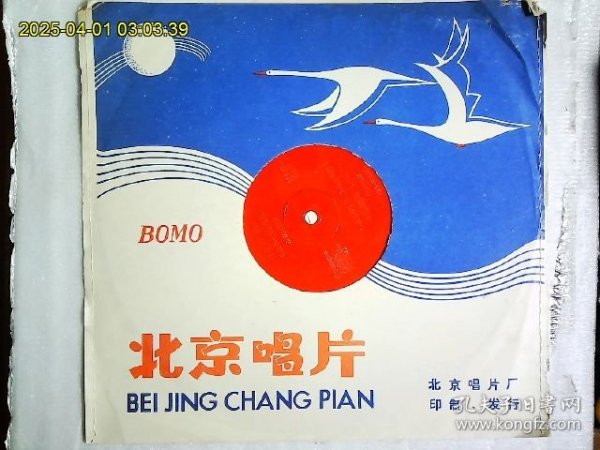 2025-04-01 03:03:39
BOMO
北京唱片
BEI JING CHANG PIAN
北京唱片厂
印制 发行
孔夫子旧书网
www.kongfz.com